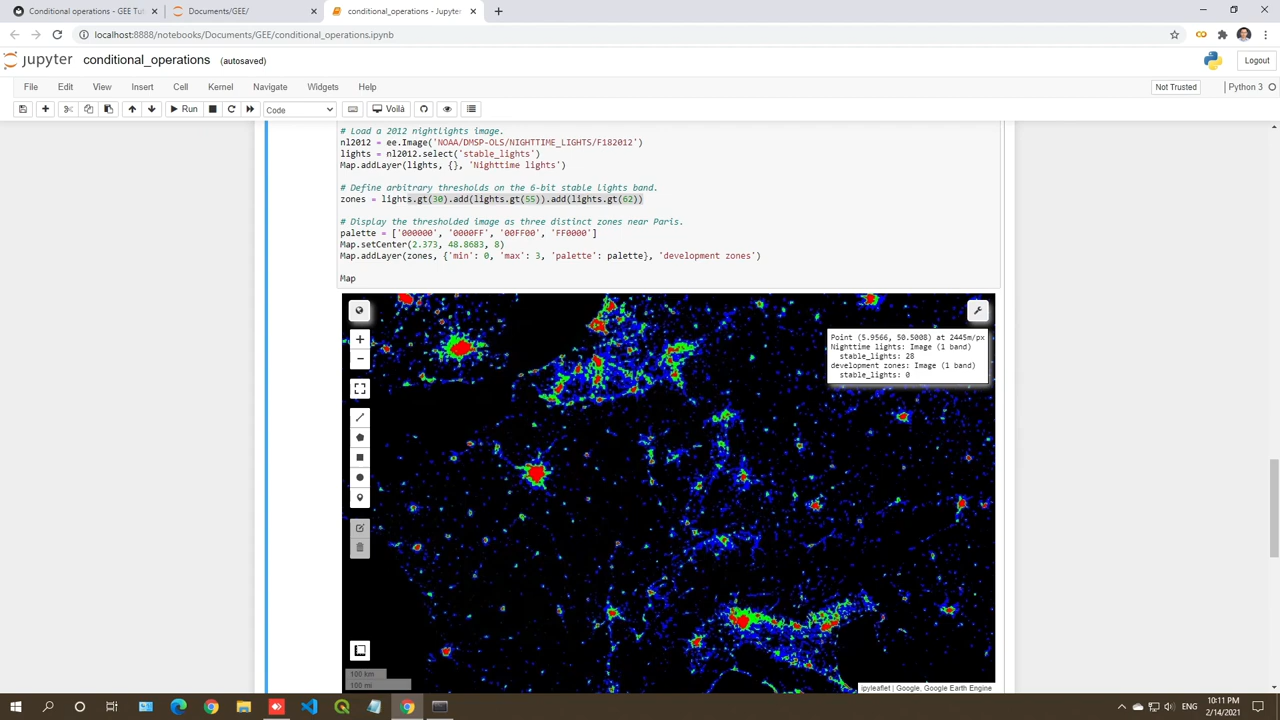 Conditional operations - GEE Tut
Documents/GEE/
conditional_operations - Jupyter
localhost:8888/notebooks/Documents/GEE/conditional_operations.ipynb
jupyter conditional_operations (autosaved)
Logout
File Edit View Insert Cell Kernel Navigate Widgets Help
Not Trusted
Python 3
Run
Code
Voilà
# Load a 2012 nightlights image.
nl2012 = ee.Image('NOAA/DMSP-OLS/NIGHTTIME_LIGHTS/F182012')
lights = nl2012.select('stable_lights')
Map.addLayer(lights, {}, 'Nighttime lights')
# Define arbitrary thresholds on the 6-bit stable lights band.
zones = lights.gt(30).add(lights.gt(55)).add(lights.gt(62))
# Display the thresholded image as three distinct zones near Paris.
palette = ['000000', '0000FF', '00FF00', 'FF0000']
Map.setCenter(2.373, 48.8683, 8)
Map.addLayer(zones, {'min': 0, 'max': 3, 'palette': palette}, 'development zones')
Map
Point (5.9566, 50.5008) at 2445m/px
Nighttime lights: Image (1 band)
stable_lights: 28
development zones: Image (1 band)
stable_lights: 0
100 km
100 mi
ipyleaflet | Google, Google Earth Engine
ENG
10:11 PM
2/14/2021